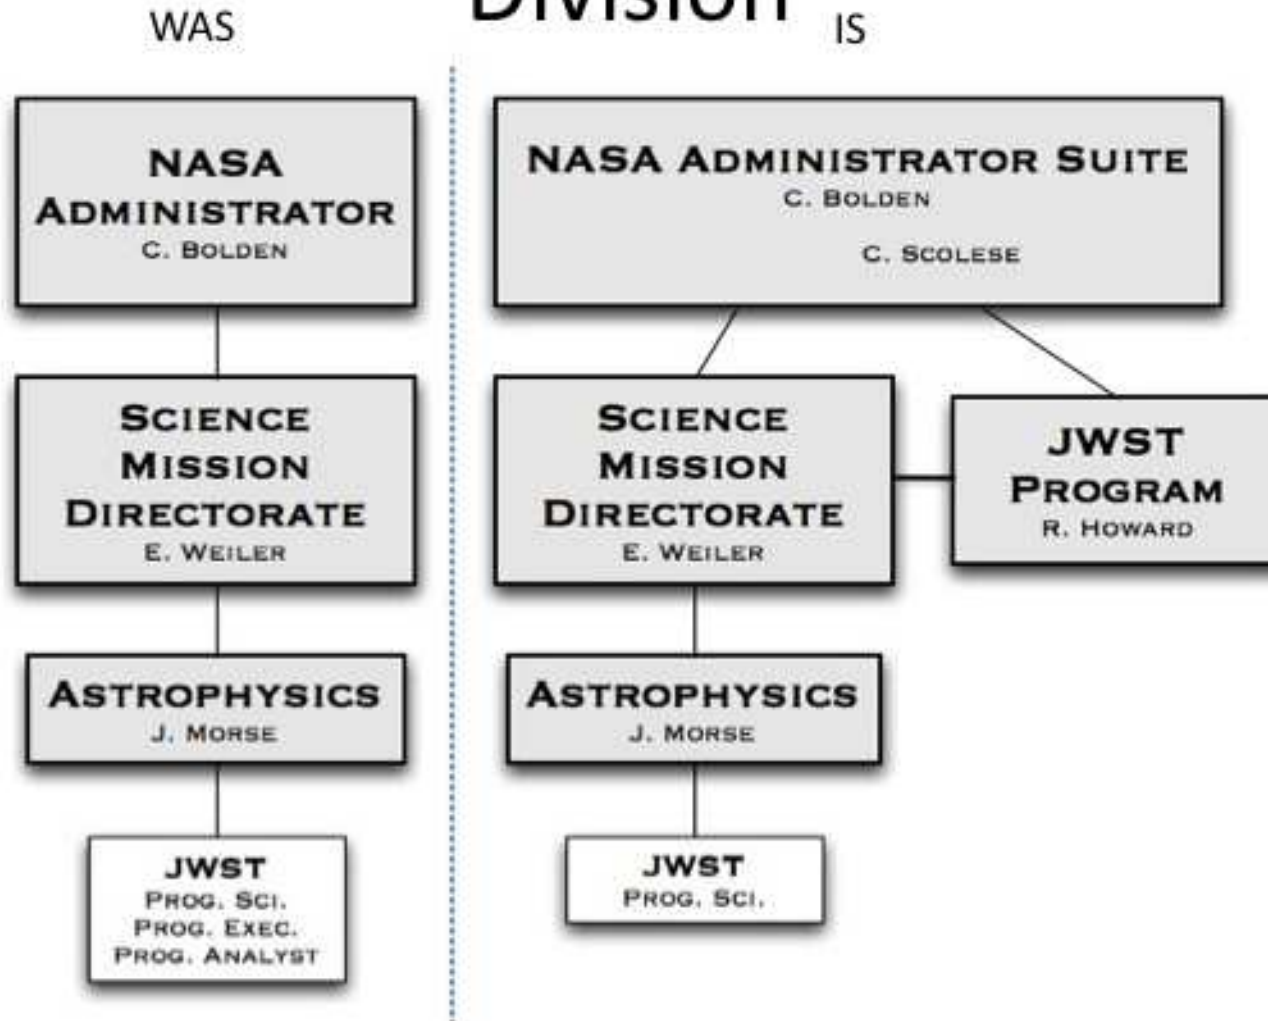 Division
WAS
IS
NASA
ADMINISTRATOR
C. BOLDEN
SCIENCE
MISSION
DIRECTORATE
E. WEILER
ASTROPHYSICS
J. MORSE
JWST
PROG. SCI.
PROG. EXEC.
PROG. ANALYST
NASA ADMINISTRATOR SUITE
C. BOLDEN
C. SCOLESE
SCIENCE
MISSION
DIRECTORATE
E. WEILER
JWST
PROGRAM
R. HOWARD
ASTROPHYSICS
J. MORSE
JWST
PROG. SCI.